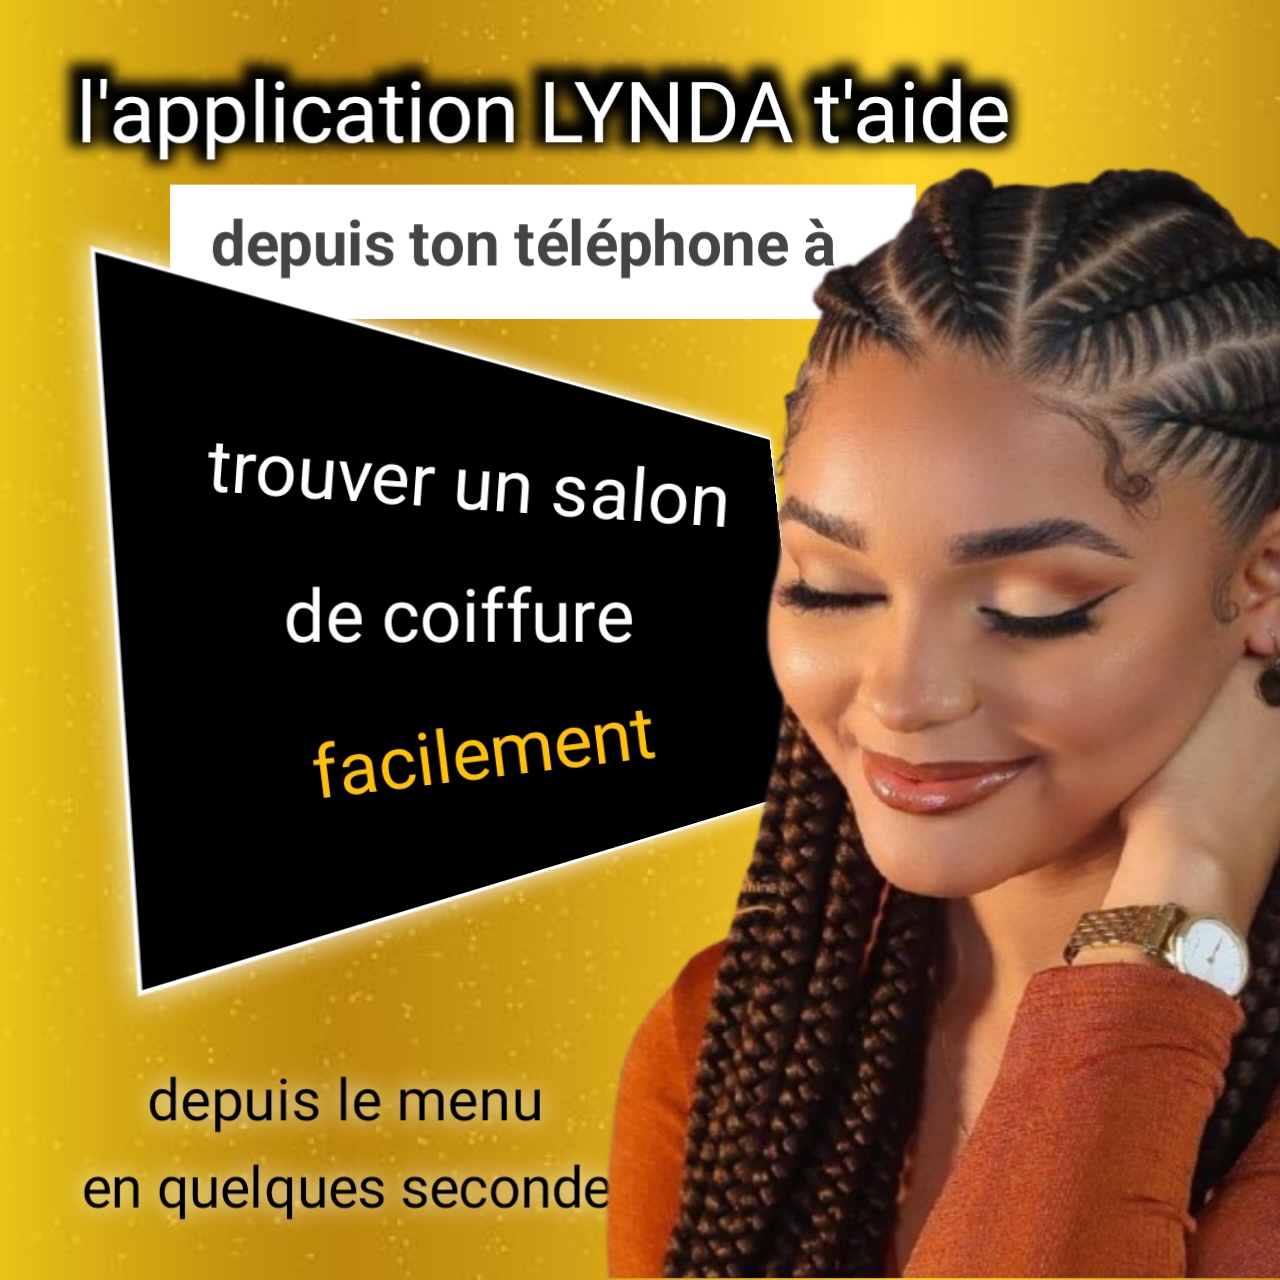 l'application LYNDA t'aide
depuis ton téléphone à
trouver un salon
de coiffure
facilement
depuis le menu
en quelques seconde